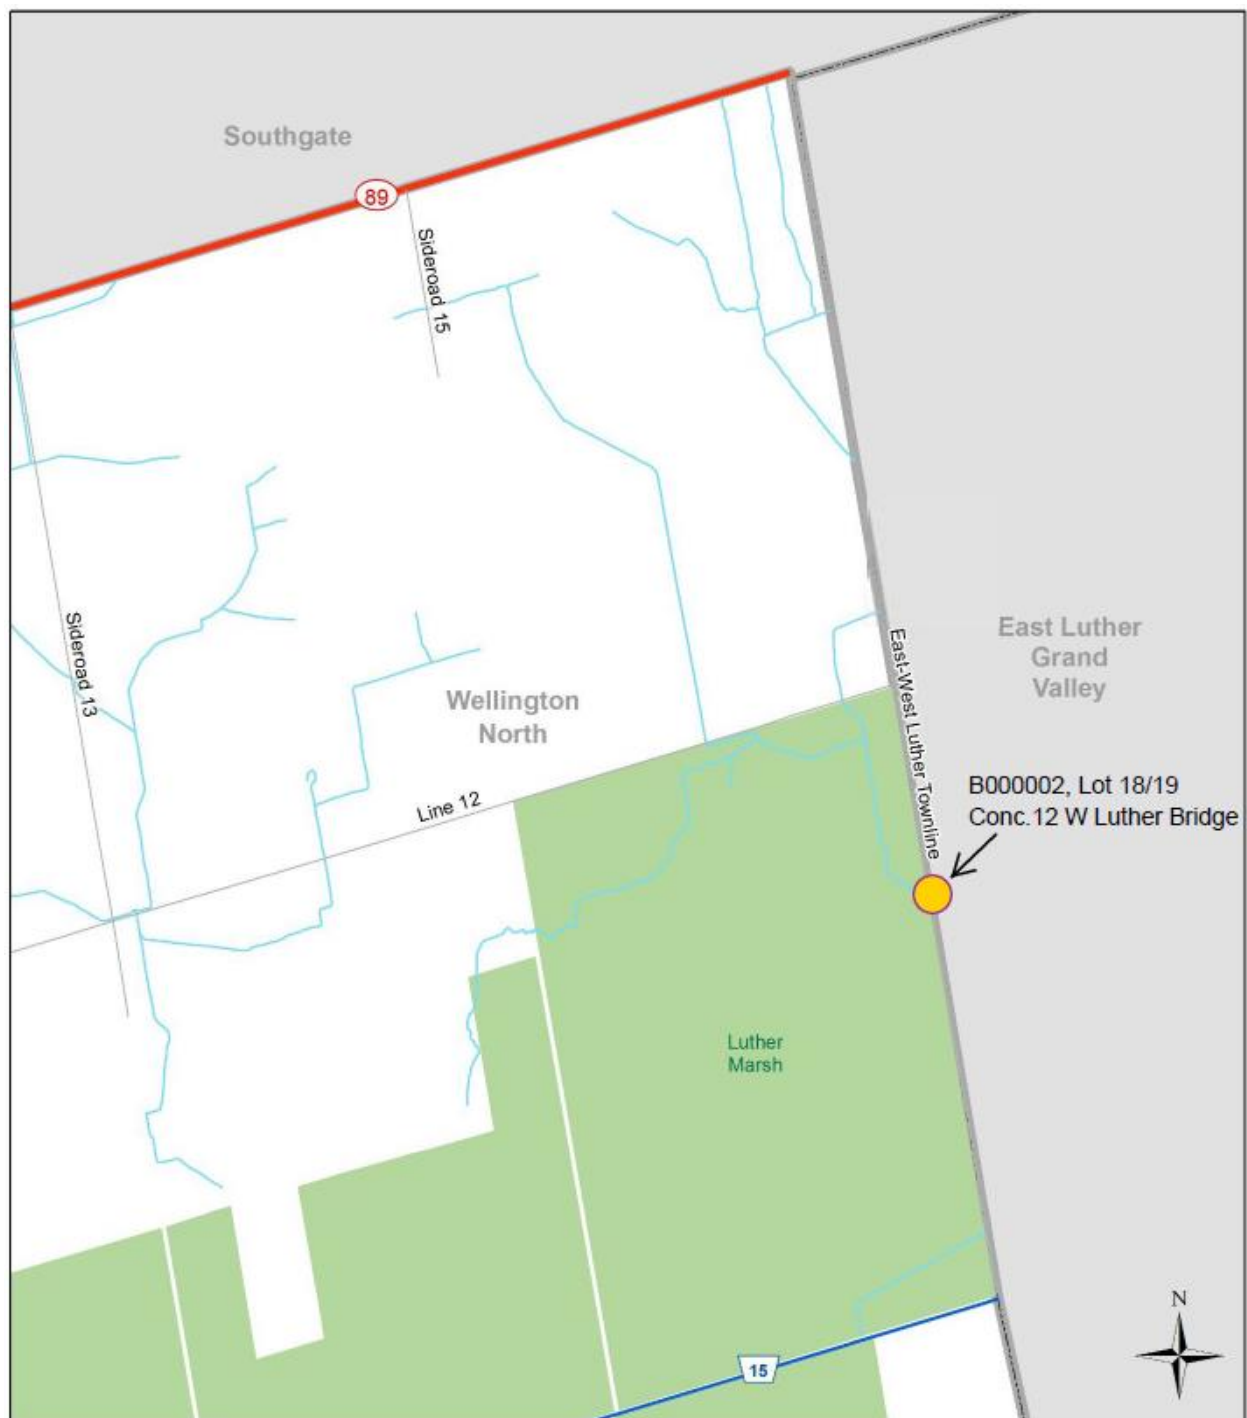 Southgate
89
Sideroad 15
Sideroad 13
East Luther
Grand
Valley
Wellington
North
East-West Luther Townline
B000002, Lot 18/19
Conc.12 W Luther Bridge
Line 12
Luther
Marsh
N
15